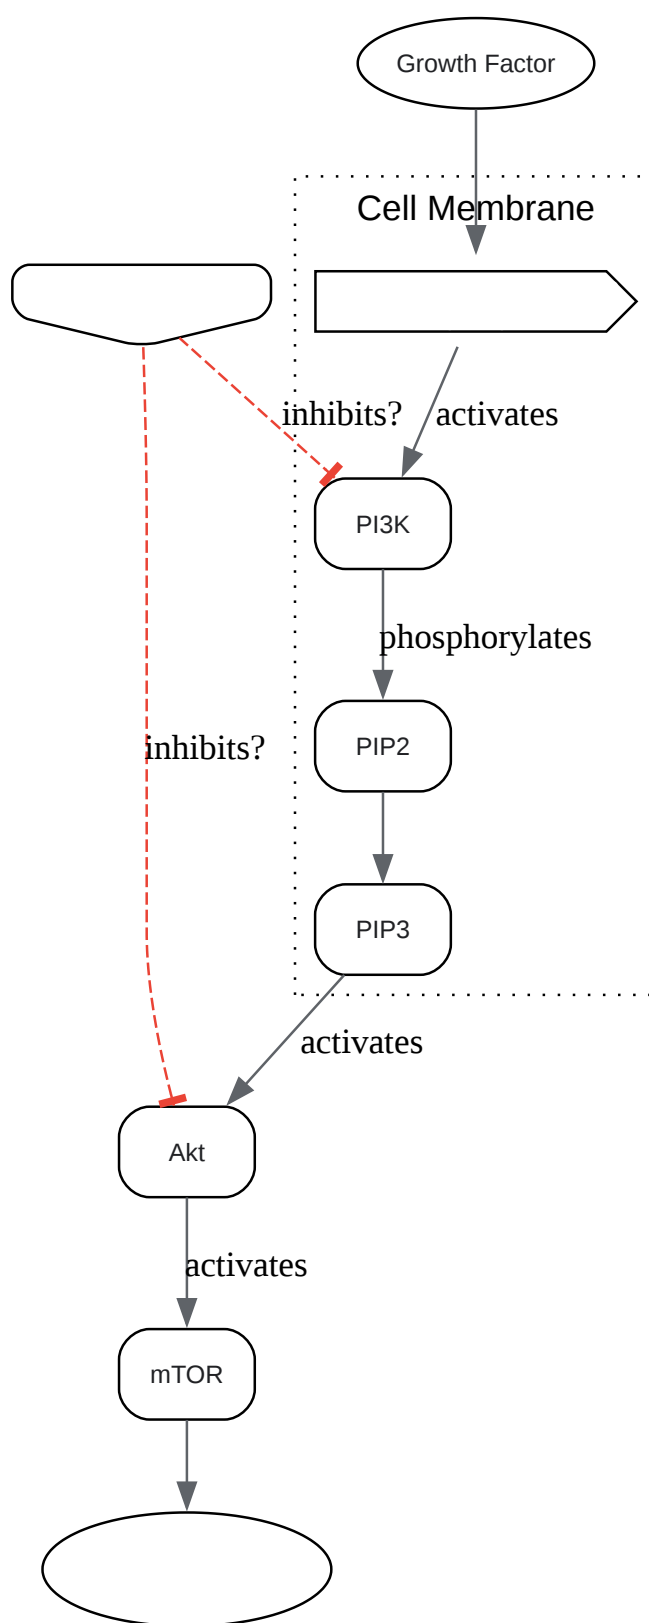 Growth Factor
Cell Membrane
inhibits?
activates
PI3K
phosphorylates
inhibits?
PIP2
PIP3
activates
Akt
activates
mTOR